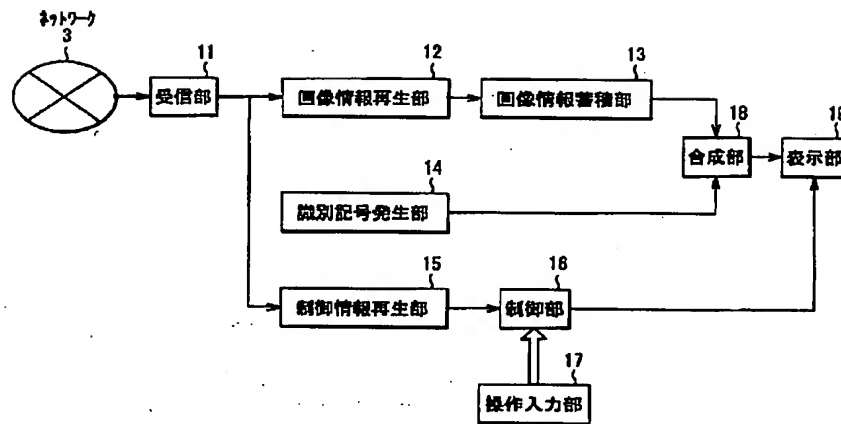 ネットワーク
3
11
受信部
12
画像情報再生部
13
画像情報蓄積部
18
合成部
表示部
14
識別記号発生部
15
制御情報再生部
16
制御部
17
操作入力部